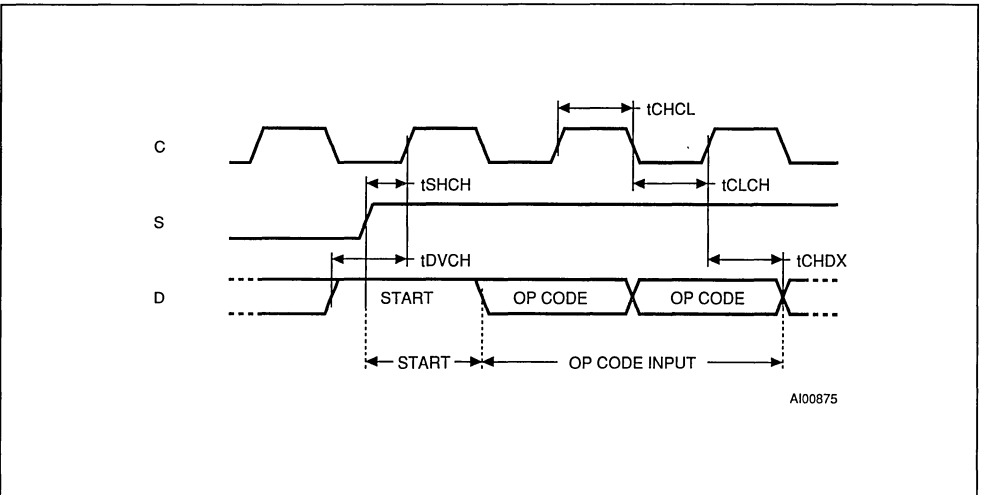 tCHCL
C
tSHCH
tCLCH
S
tDVCH
tCHDX
D
START
OP CODE
OP CODE
START
OP CODE INPUT
AI00875